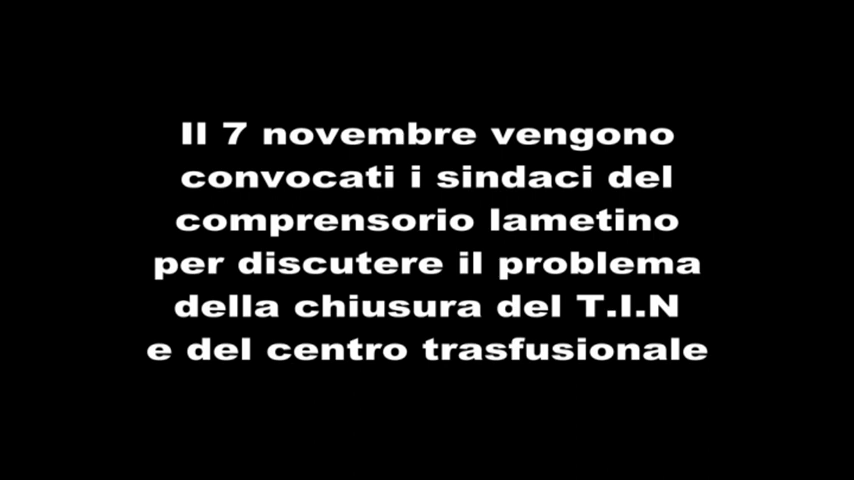 Il 7 novembre vengono
convocati i sindaci del
comprensorio lametino
per discutere il problema
della chiusura del T.I.N
e del centro trasfusionale